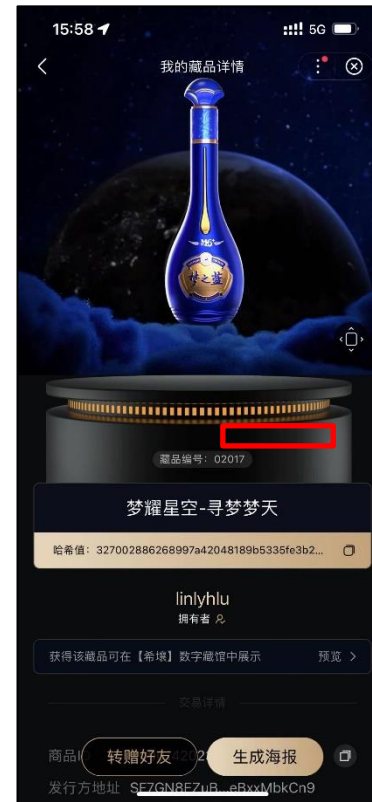 15:58
5G
我的藏品详情
M6+
梦之蓝
藏品编号：02017
梦耀星空-寻梦梦天
哈希值：327002886268997a42048189b5335fe3b2...
linlyhlu
拥有者
获得该藏品可在【希壤】数字藏馆中展示 预览
交易详情
商品I
转赠好友
生成海报
发行方地址 SF7GN8FZuB...eBxxMbkCn9